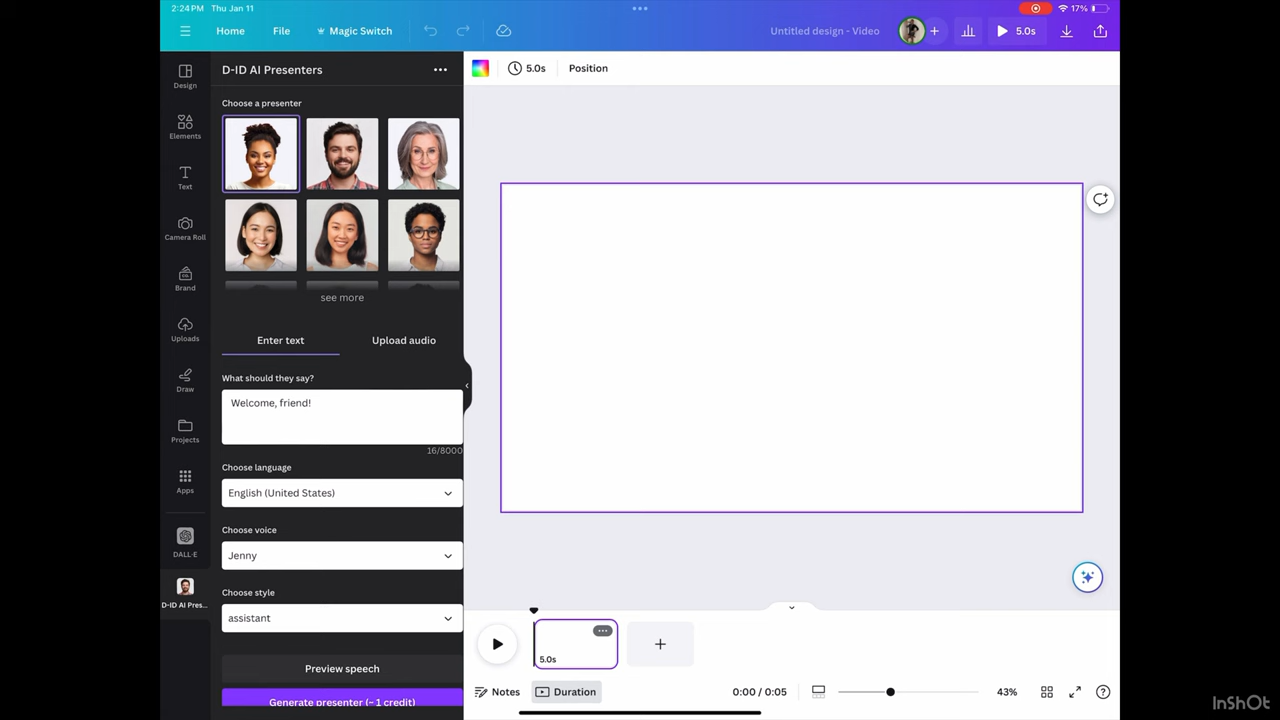 2:24 PM Thu Jan 11
17%
Home File Magic Switch Untitled design - Video 5.0s
Design
Elements
Text
Camera Roll
Brand
Uploads
Draw
Projects
Apps
DALL·E
D-ID AI Pres...
D-ID AI Presenters
Choose a presenter
see more
Enter text Upload audio
What should they say?
Welcome, friend!
16/8000
Choose language
English (United States)
Choose voice
Jenny
Choose style
assistant
Preview speech
Generate presenter (~ 1 credit)
5.0s Position
5.0s
Notes Duration 0:00 / 0:05 43%
InShOt